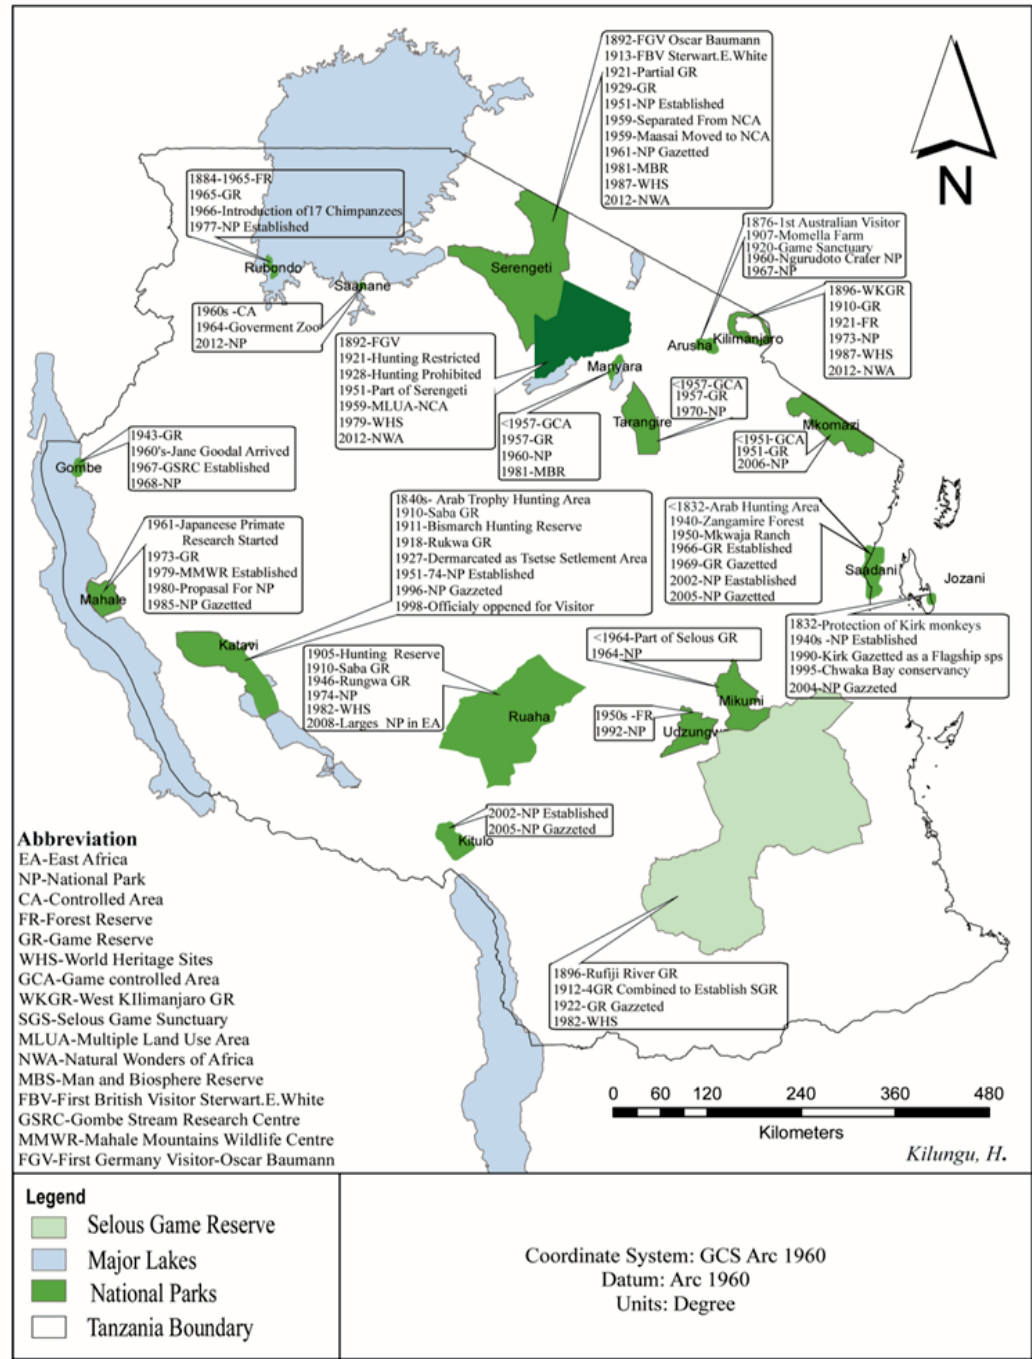 1892-FGV Oscar Baumann
1913-FBV Sterwart.E.White
1921-Partial GR
1929-GR
1951-NP Established
1959-Separated From NCA
1959-Maasai Moved to NCA
1961-NP Gazetted
1981-MBR
1987-WHS
2012-NWA
N
1884-1965-FR
1965-GR
1966-Introduction of17 Chimpanzees
1977-NP Established
Rubondo
Saanane
Serengeti
1876-1st Australian Visitor
1907-Momella Farm
1920-Game Sanctuary
1960-Ngurudoto Crater NP
1967-NP
1896-WKGR
1910-GR
1921-FR
1973-NP
1987-WHS
2012-NWA
Arusha
Kilimanjaro
1960s -CA
1964-Goverment Zoo
2012-NP
1892-FGV
1921-Hunting Restricted
1928-Hunting Prohibited
1951-Part of Serengeti
1959-MLUA-NCA
1979-WHS
2012-NWA
Manyara
<1957-GCA
1957-GR
1960-NP
1981-MBR
Tarangire
<1957-GCA
1957-GR
1970-NP
Mkomazi
<1951-GCA
1951-GR
2006-NP
Gombe
1943-GR
1960's-Jane Goodal Arrived
1967-GSRC Established
1968-NP
1961-Japaneese Primate
Research Started
1973-GR
1979-MMWR Established
1980-Propasal For NP
1985-NP Gazetted
Mahale
1840s- Arab Trophy Hunting Area
1910-Saba GR
1911-Bismarch Hunting Reserve
1918-Rukwa GR
1927-Dermarcated as Tsetse Setlement Area
1951-74-NP Established
1996-NP Gazzeted
1998-Officialy oppened for Visitor
Katavi
<1832-Arab Hunting Area
1940-Zangamire Forest
1950-Mkwaja Ranch
1966-GR Established
1969-GR Gazetted
2002-NP Eastablished
2005-NP Gazetted
Saadani
Jozani
1832-Protection of Kirk monkeys
1940s -NP Established
1990-Kirk Gazetted as a Flagship sps
1995-Chwaka Bay conservancy
2004-NP Gazzeted
1905-Hunting Reserve
1910-Saba GR
1946-Rungwa GR
1974-NP
1982-WHS
2008-Larges NP in EA
Ruaha
<1964-Part of Selous GR
1964-NP
Mikumi
1950s -FR
1992-NP
Udzungw
2002-NP Established
2005-NP Gazzeted
Kitulo
1896-Rufiji River GR
1912-4GR Combined to Establish SGR
1922-GR Gazzeted
1982-WHS
Abbreviation
EA-East Africa
NP-National Park
CA-Controlled Area
FR-Forest Reserve
GR-Game Reserve
WHS-World Heritage Sites
GCA-Game controlled Area
WKGR-West KIlimanjaro GR
SGS-Selous Game Sunctuary
MLUA-Multiple Land Use Area
NWA-Natural Wonders of Africa
MBS-Man and Biosphere Reserve
FBV-First British Visitor Sterwart.E.White
GSRC-Gombe Stream Research Centre
MMWR-Mahale Mountains Wildlife Centre
FGV-First Germany Visitor-Oscar Baumann
0 60 120 240 360 480
Kilometers
Kilungu, H.
Legend
Selous Game Reserve
Major Lakes
National Parks
Tanzania Boundary
Coordinate System: GCS Arc 1960
Datum: Arc 1960
Units: Degree